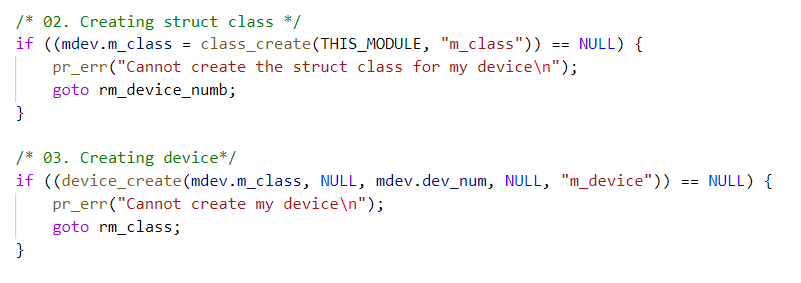 /* 02. Creating struct class */
if ((mdev.m_class = class_create(THIS_MODULE, "m_class")) == NULL) {
    pr_err("Cannot create the struct class for my device\n");
    goto rm_device_numb;
}

/* 03. Creating device*/
if ((device_create(mdev.m_class, NULL, mdev.dev_num, NULL, "m_device")) == NULL) {
    pr_err("Cannot create my device\n");
    goto rm_class;
}